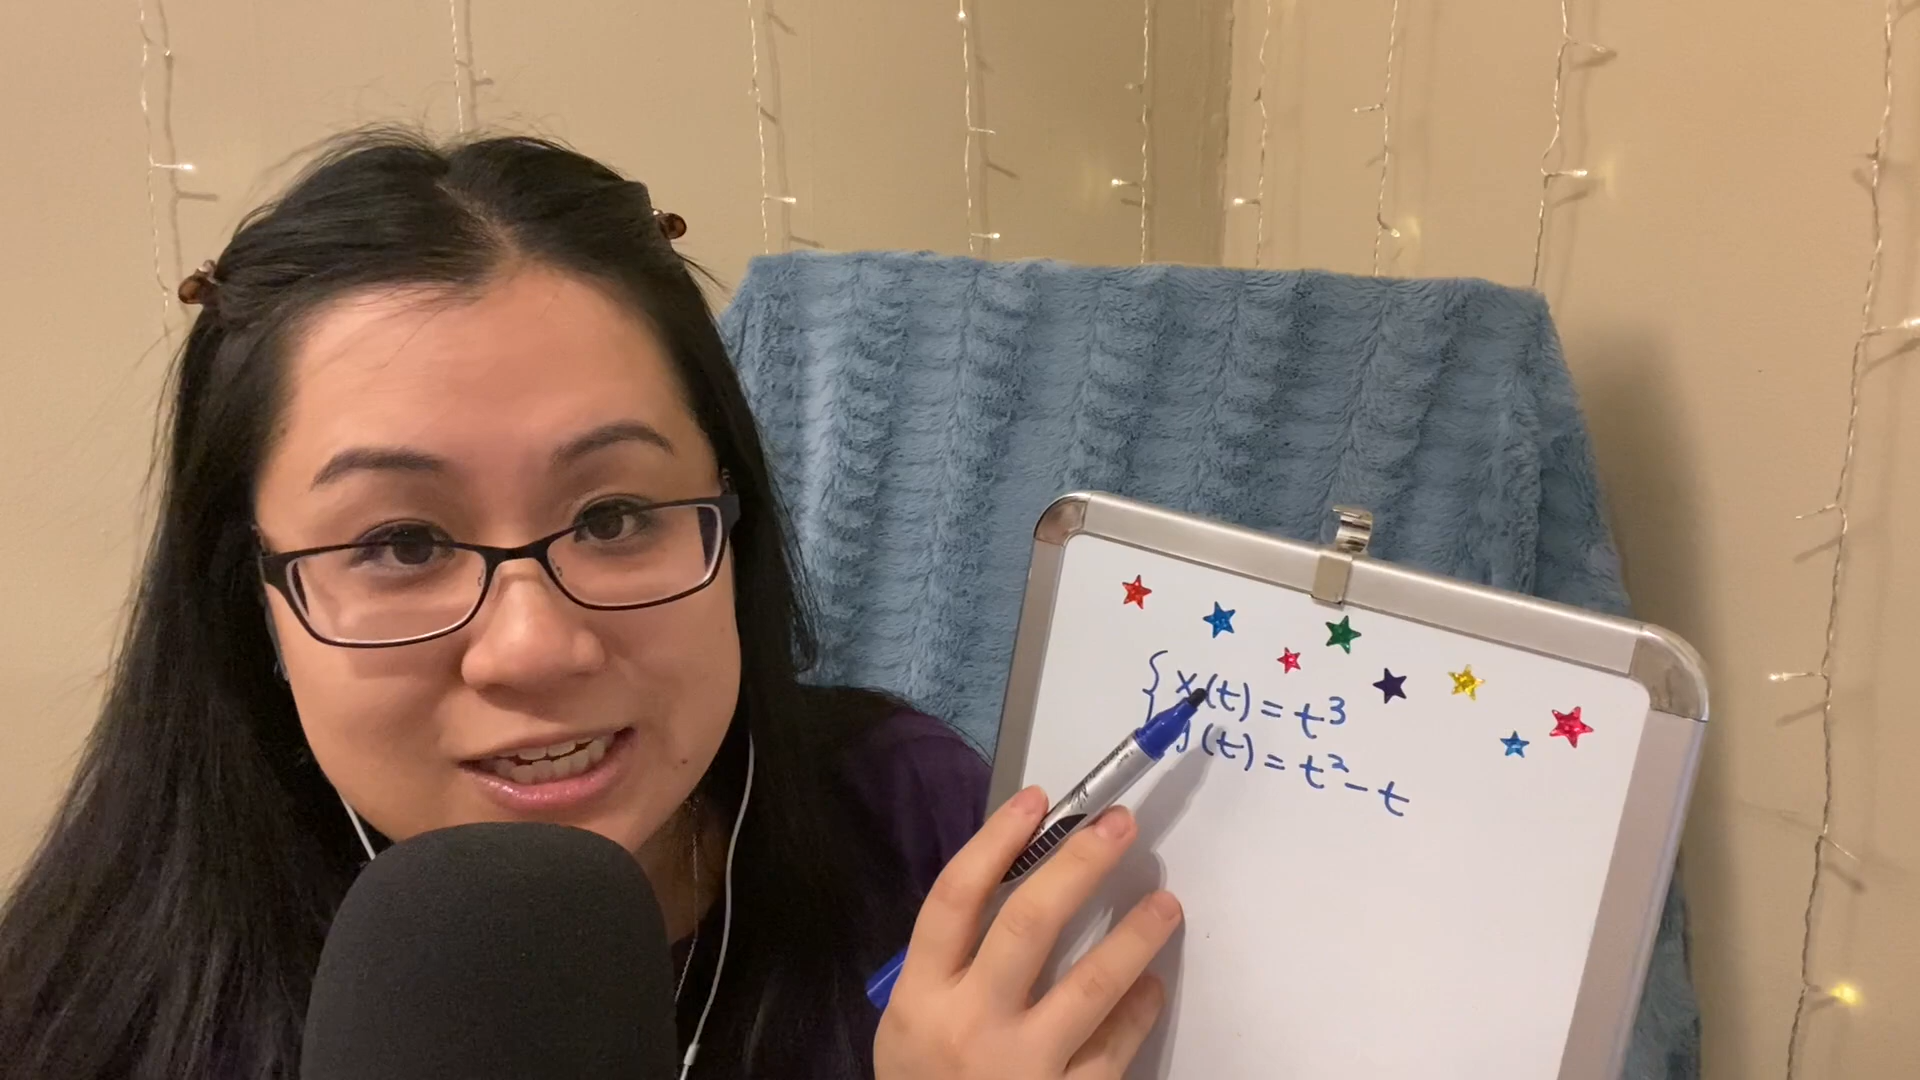 { x(t) = t³
y(t) = t² - t